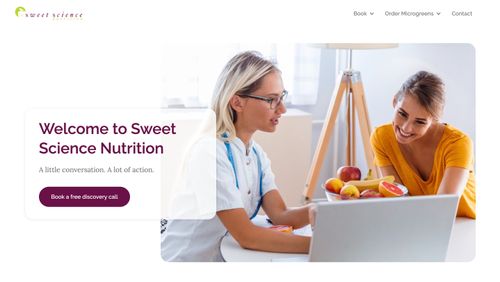 sweet science
Book
Order Microgreens
Contact
Welcome to Sweet
Science Nutrition
A little conversation. A lot of action.
Book a free discovery call